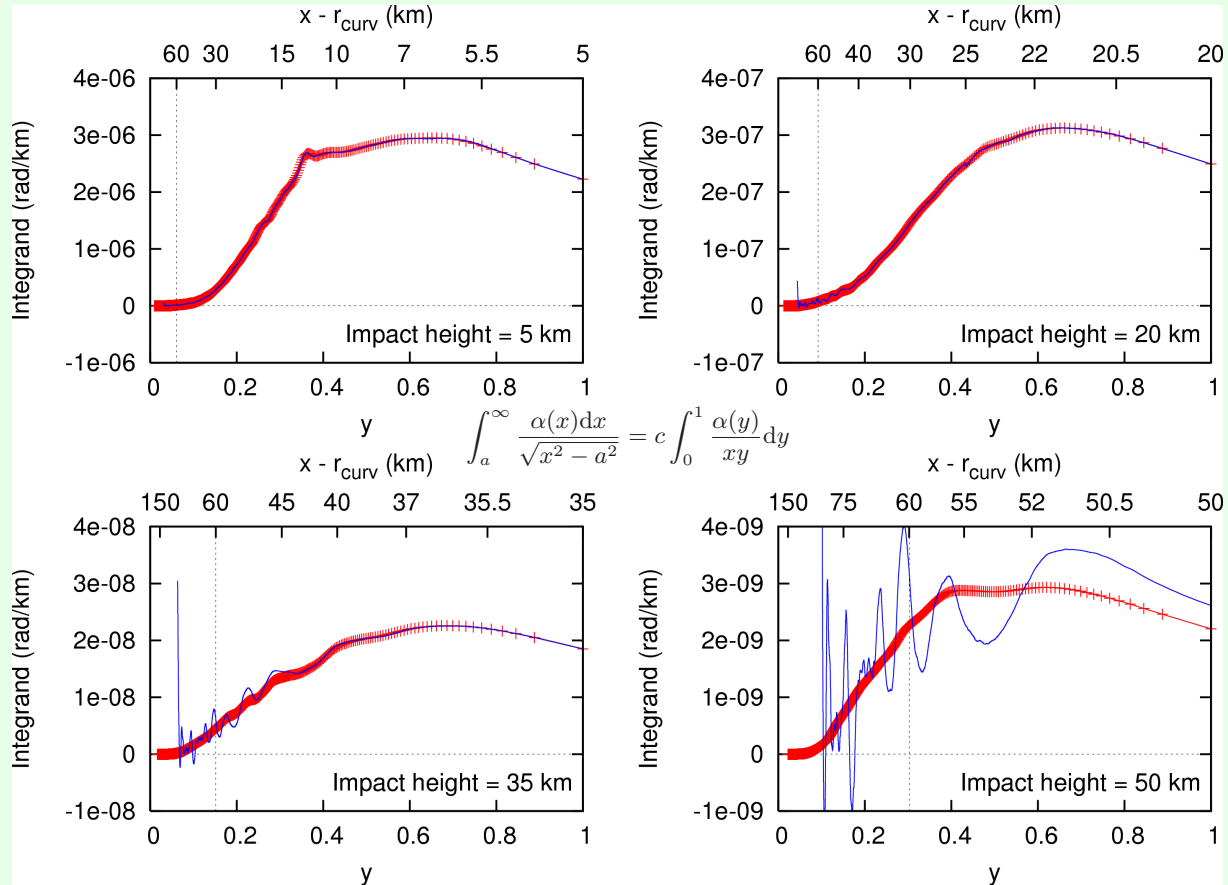 x - r_curv (km)
60 30 15 10 7 5.5 5
4e-06
3e-06
2e-06
1e-06
0
-1e-06
Integrand (rad/km)
Impact height = 5 km
0 0.2 0.4 0.6 0.8 1
y
x - r_curv (km)
60 40 30 25 22 20.5 20
4e-07
3e-07
2e-07
1e-07
0
-1e-07
Integrand (rad/km)
Impact height = 20 km
0 0.2 0.4 0.6 0.8 1
y
∫_a^∞ α(x)dx / √(x² − a²) = c ∫_0^1 α(y) / xy dy
x - r_curv (km)
150 60 45 40 37 35.5 35
4e-08
3e-08
2e-08
1e-08
0
-1e-08
Integrand (rad/km)
Impact height = 35 km
0 0.2 0.4 0.6 0.8 1
y
x - r_curv (km)
150 75 60 55 52 50.5 50
4e-09
3e-09
2e-09
1e-09
0
-1e-09
Integrand (rad/km)
Impact height = 50 km
0 0.2 0.4 0.6 0.8 1
y